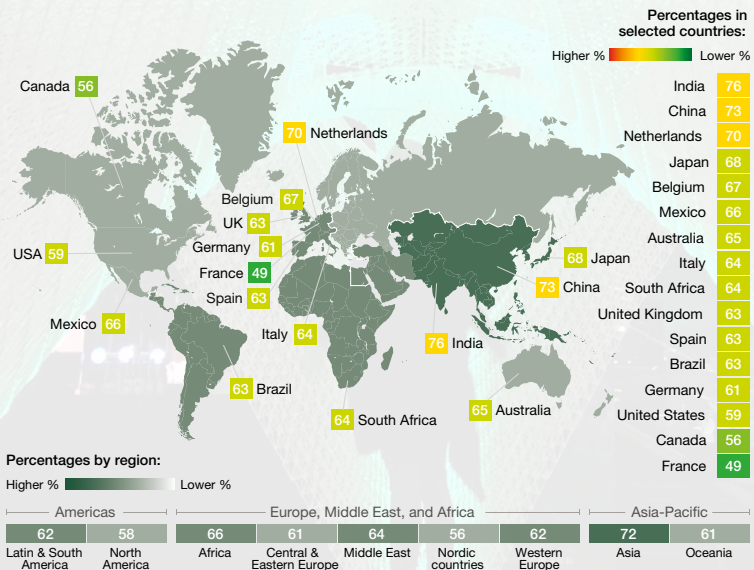 Percentages in
selected countries:
Higher % Lower %
India 76
China 73
Netherlands 70
Japan 68
Belgium 67
Mexico 66
Australia 65
Italy 64
South Africa 64
United Kingdom 63
Spain 63
Brazil 63
Germany 61
United States 59
Canada 56
France 49
Canada 56
70 Netherlands
Belgium 67
UK 63
Germany 61
USA 59
France 49
Spain 63
68 Japan
73 China
Mexico 66
Italy 64
76 India
63 Brazil
65 Australia
64 South Africa
Percentages by region:
Higher % Lower %
Americas
62
Latin & South
America
58
North
America
Europe, Middle East, and Africa
66
Africa
61
Central &
Eastern Europe
64
Middle East
56
Nordic
countries
62
Western
Europe
Asia-Pacific
72
Asia
61
Oceania